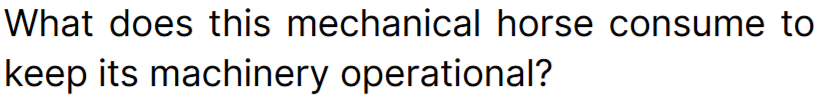 What does this mechanical horse consume to
keep its machinery operational?